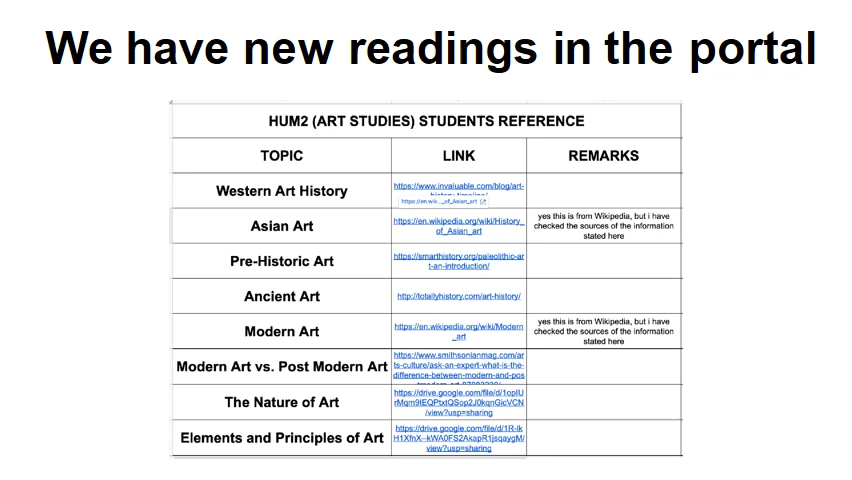 We have new readings in the portal
HUM2 (ART STUDIES) STUDENTS REFERENCE
TOPIC LINK REMARKS
Western Art History
https://www.invaluable.com/blog/art-
history-timeline/
https://en.wik..._of_Asian_art
Asian Art
https://en.wikipedia.org/wiki/History_
of_Asian_art
yes this is from Wikipedia, but i have
checked the sources of the information
stated here
Pre-Historic Art
https://smarthistory.org/paleolithic-ar
t-an-introduction/
Ancient Art
http://totallyhistory.com/art-history/
Modern Art
https://en.wikipedia.org/wiki/Modern
_art
yes this is from Wikipedia, but i have
checked the sources of the information
stated here
Modern Art vs. Post Modern Art
https://www.smithsonianmag.com/ar
ts-culture/ask-an-expert-what-is-the-
difference-between-modern-and-pos
The Nature of Art
https://drive.google.com/file/d/
/view?usp=sharing
Elements and Principles of Art
https://drive.google.com/file/d/
view?usp=sharing